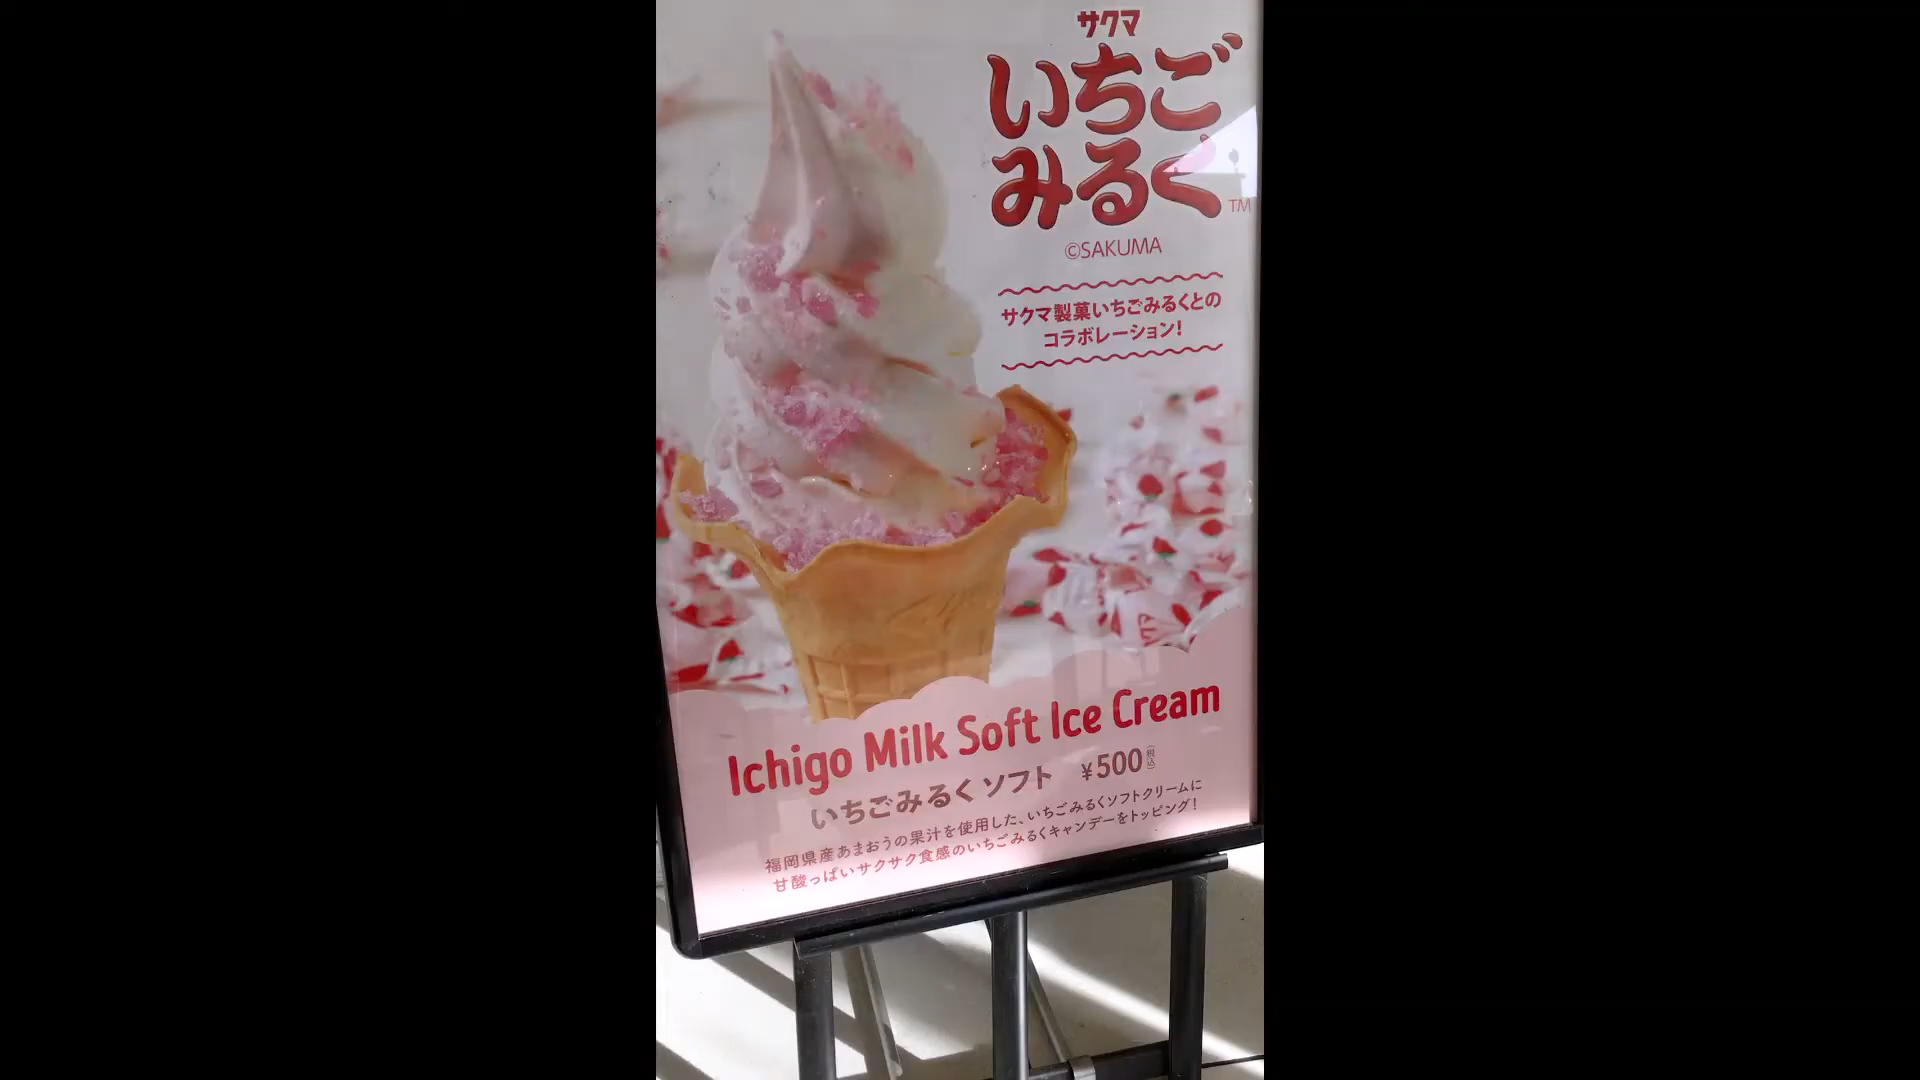 サクマ
いちご
みるく
TM
©SAKUMA
サクマ製菓いちごみるくとの
コラボレーション!
Ichigo Milk Soft Ice Cream
いちごみるくソフト ¥500(税込)
福岡県産あまおうの果汁を使用した、いちごみるくソフトクリームに
甘酸っぱいサクサク食感のいちごみるくキャンデーをトッピング!